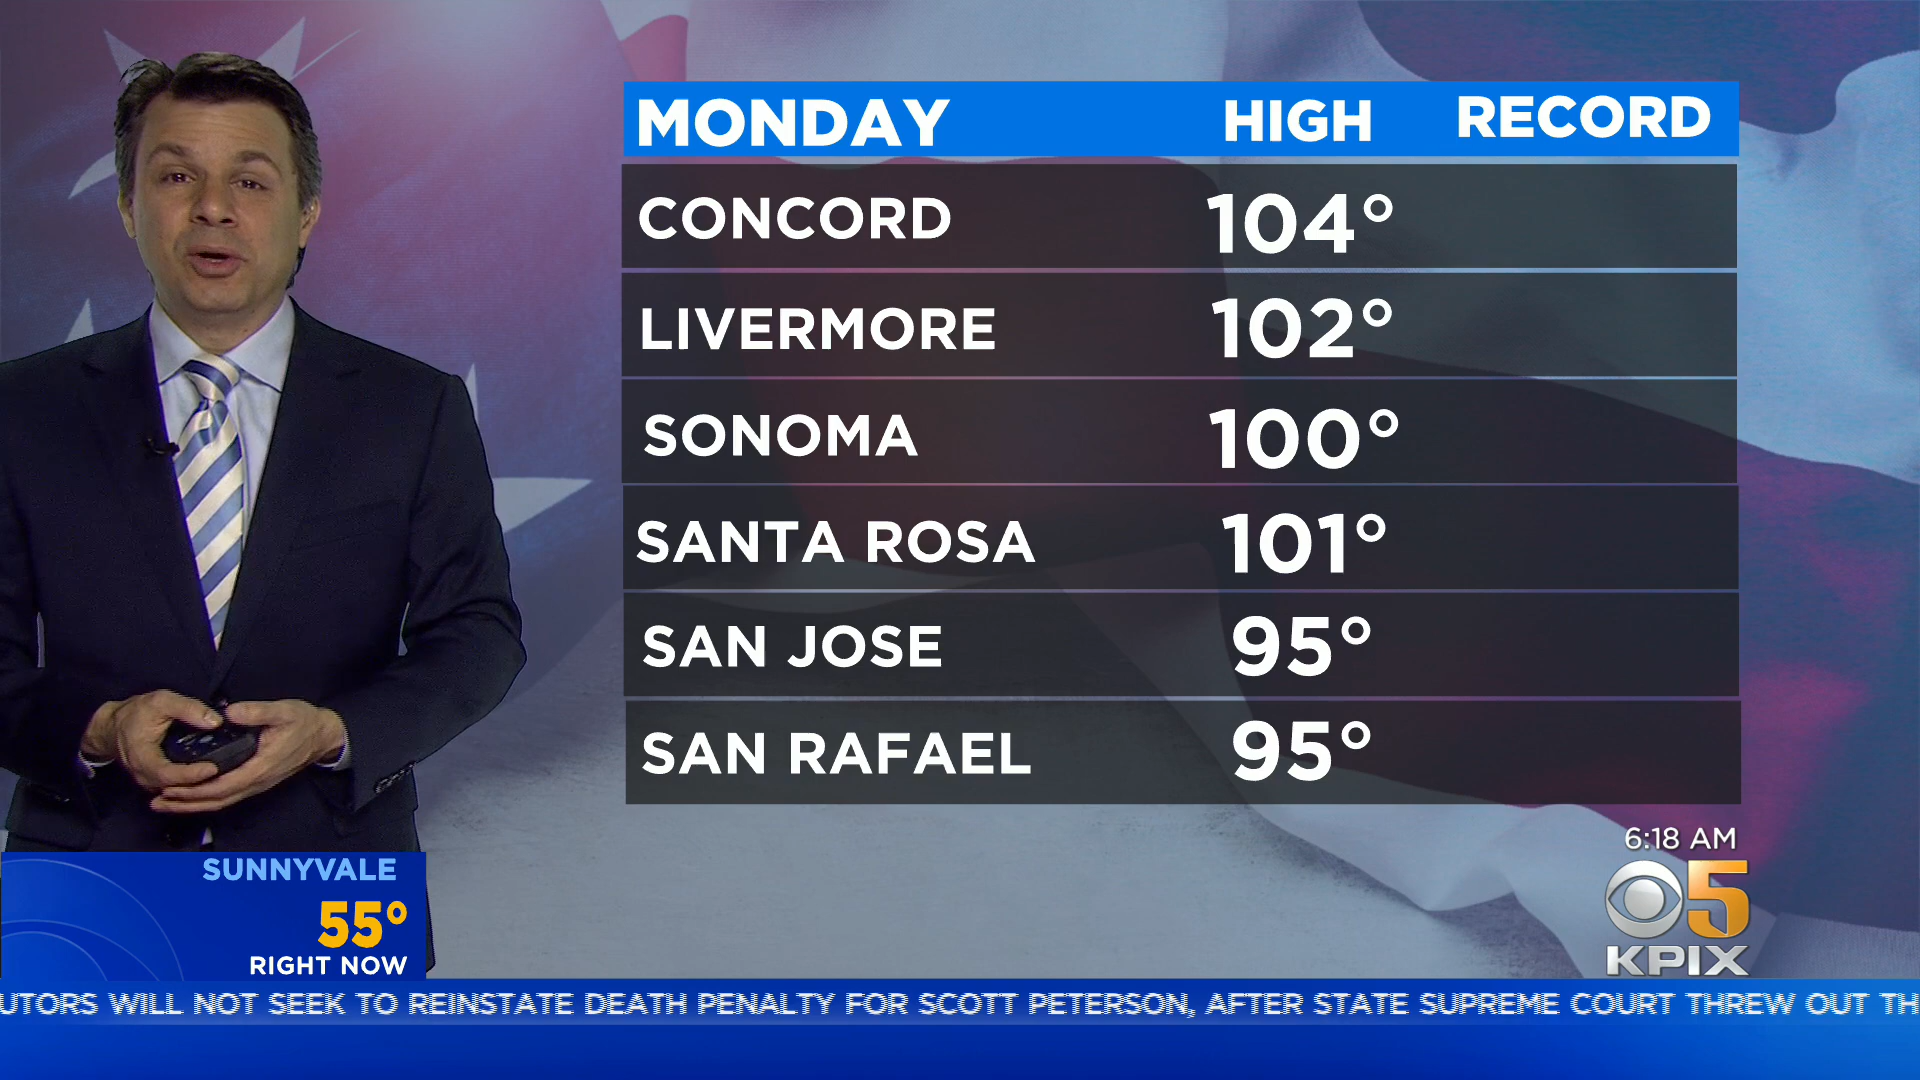 MONDAY HIGH RECORD
CONCORD 104°
LIVERMORE 102°
SONOMA 100°
SANTA ROSA 101°
SAN JOSE 95°
SAN RAFAEL 95°
6:18 AM
5
KPIX
SUNNYVALE
55°
RIGHT NOW
UTORS WILL NOT SEEK TO REINSTATE DEATH PENALTY FOR SCOTT PETERSON, AFTER STATE SUPREME COURT THREW OUT TH